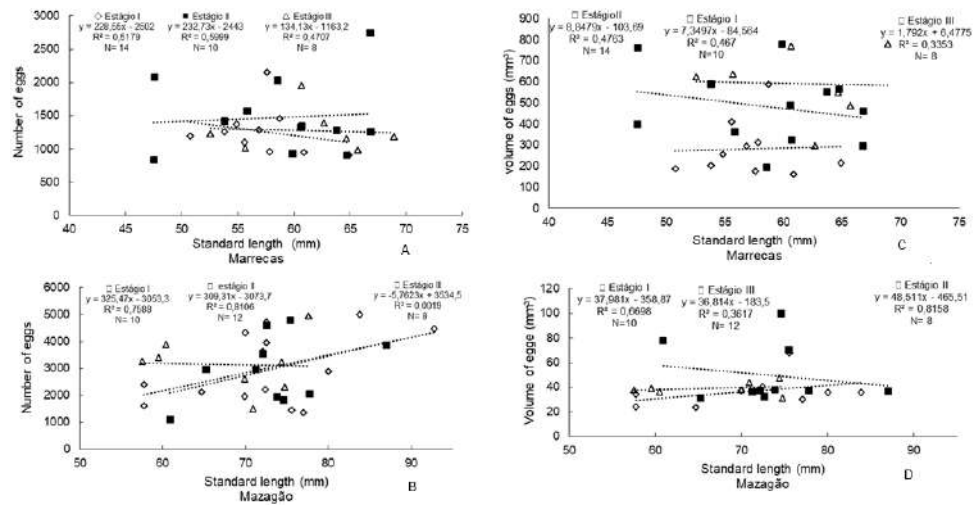 ◇ Estágio I ■ Estágio II △ Estágio III
y = 228,55x - 2502 y = 232,73x - 2443 y = 134,13x - 1163,2
R² = 0,5179 R² = 0,5999 R² = 0,4707
N= 14 N= 10 N= 8
Number of eggs
3000
2500
2000
1500
1000
500
0
40 45 50 55 60 65 70 75
Standard length (mm)
Marrecas
A
□ Estágio II □ Estágio I □ Estágio III
y = 8,8479x - 103,69 y = 7,3497x - 84,564 y = 1,792x + 6,4775
R² = 0,4763 R² = 0,467 R² = 0,3353
N= 14 N=10 N= 8
volume of eggs (mm³)
900
800
700
600
500
400
300
200
100
0
40 45 50 55 60 65 70 75
Standard length (mm)
Marrecas
C
□ Estágio I □ estágio II □ Estágio III
y = 325,47x - 3053,3 y = 309,31x - 3073,7 y = -5,7623x + 3534,5
R² = 0,7588 R² = 0,8106 R² = 0,0019
N= 10 N= 12 N= 8
Number of eggs
6000
5000
4000
3000
2000
1000
0
50 60 70 80 90
Standard length (mm)
Mazagão
B
□ Estágio I □ Estágio III □ Estágio II
y = 37,981x - 358,87 y = 36,814x - 183,5 y = 48,511x - 465,51
R² = 0,6698 R² = 0,3617 R² = 0,8158
N=10 N= 12 N= 8
Volume of egge (mm³)
120
100
80
60
40
20
0
50 60 70 80 90
Standard length (mm)
Mazagão
D